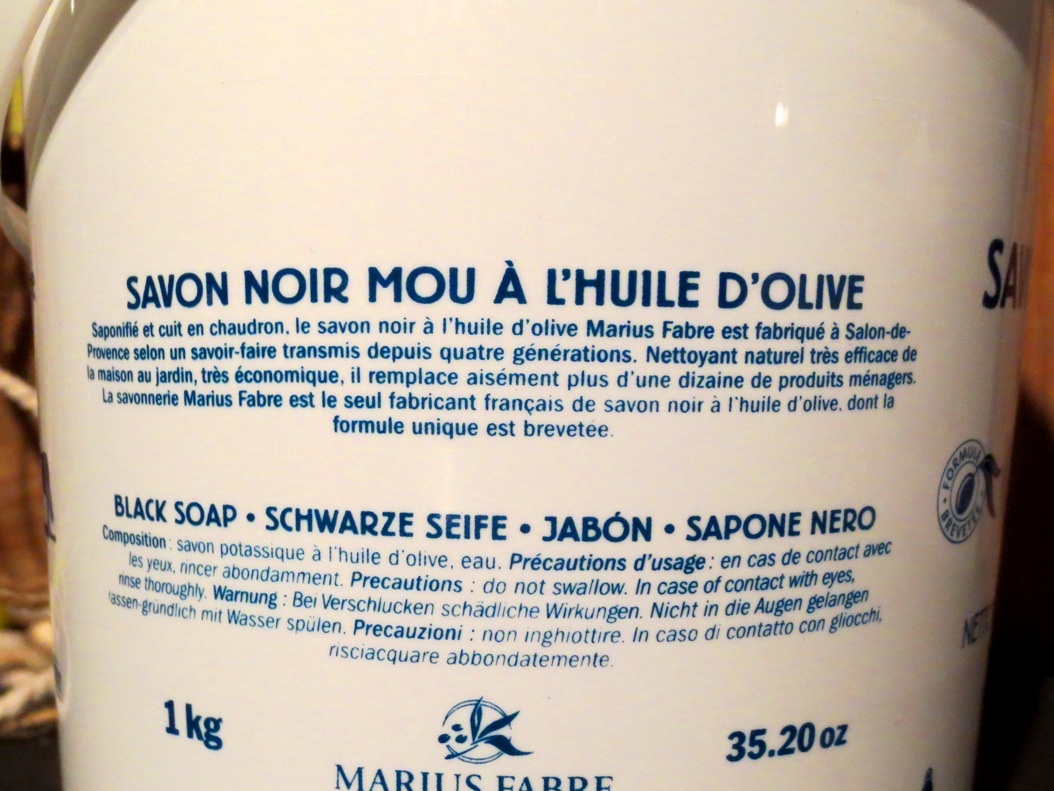 SAVON NOIR MOU À L'HUILE D'OLIVE
Saponifié et cuit en chaudron, le savon noir à l'huile d'olive Marius Fabre est fabriqué à Salon-de-
Provence selon un savoir-faire transmis depuis quatre générations. Nettoyant naturel très efficace de
la maison au jardin, très économique, il remplace aisément plus d'une dizaine de produits ménagers.
La savonnerie Marius Fabre est le seul fabricant français de savon noir à l'huile d'olive, dont la
formule unique est brevetée.
BLACK SOAP • SCHWARZE SEIFE • JABÓN • SAPONE NERO
Composition : savon potassique à l'huile d'olive, eau. Précautions d'usage : en cas de contact avec
les yeux, rincer abondamment. Precautions : do not swallow. In case of contact with eyes,
rinse thoroughly. Warnung : Bei Verschlucken schädliche Wirkungen. Nicht in die Augen gelangen
lassen-gründlich mit Wasser spülen. Precauzioni : non inghiottire. In caso di contatto con gliocchi,
risciacquare abbondatemente.
1 kg
35.20 oz
MARIUS FABRE
FORMULE
BREVETÉE